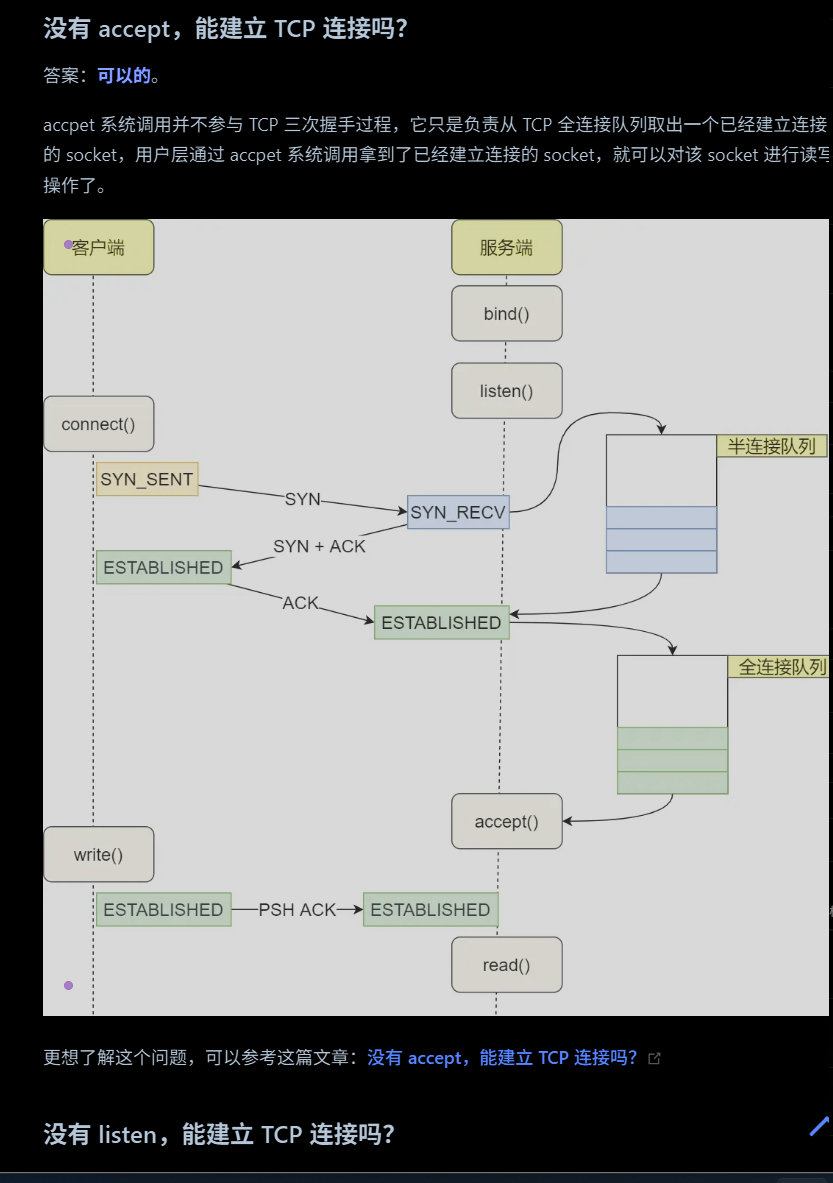 没有 accept，能建立 TCP 连接吗？
答案：可以的。
accpet 系统调用并不参与 TCP 三次握手过程，它只是负责从 TCP 全连接队列取出一个已经建立连接
的 socket，用户层通过 accpet 系统调用拿到了已经建立连接的 socket，就可以对该 socket 进行读写
操作了。
客户端
服务端
bind()
listen()
connect()
半连接队列
SYN_SENT
SYN
SYN_RECV
SYN + ACK
ESTABLISHED
ACK
ESTABLISHED
全连接队列
accept()
write()
ESTABLISHED
PSH ACK
ESTABLISHED
read()
更想了解这个问题，可以参考这篇文章：没有 accept，能建立 TCP 连接吗？
没有 listen，能建立 TCP 连接吗？